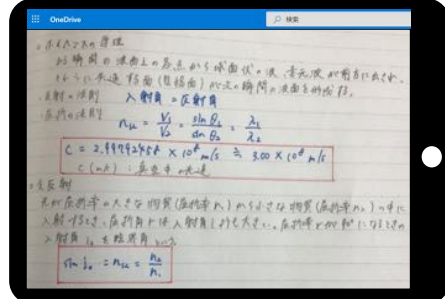 OneDrive
検索
・ホイヘンスの原理
ある瞬間の波面上の各点から球面状の波、素元波が前方に出され、
に共通する面(包絡面)が次の瞬間の波面を形成する。
・反射の法則 入射角 = 反射角
・屈折の法則
n₁₂ = V₁/V₂ = sin θ₁/sin θ₂ = λ₁/λ₂
C = 2.99792458 × 10⁸ m/s ≒ 3.00 × 10⁸ m/s
C (m/s) : 真空中の光速
・全反射
光が屈折率の大きな物質(屈折率 n₁)から小さな物質(屈折率 n₂)の中に
入射するとき、屈折角 r は入射角 i よりも大きい。屈折角 r が 90° になるときの
入射角 i₀ を臨界角という
sin i₀ = n₁₂ = n₂/n₁